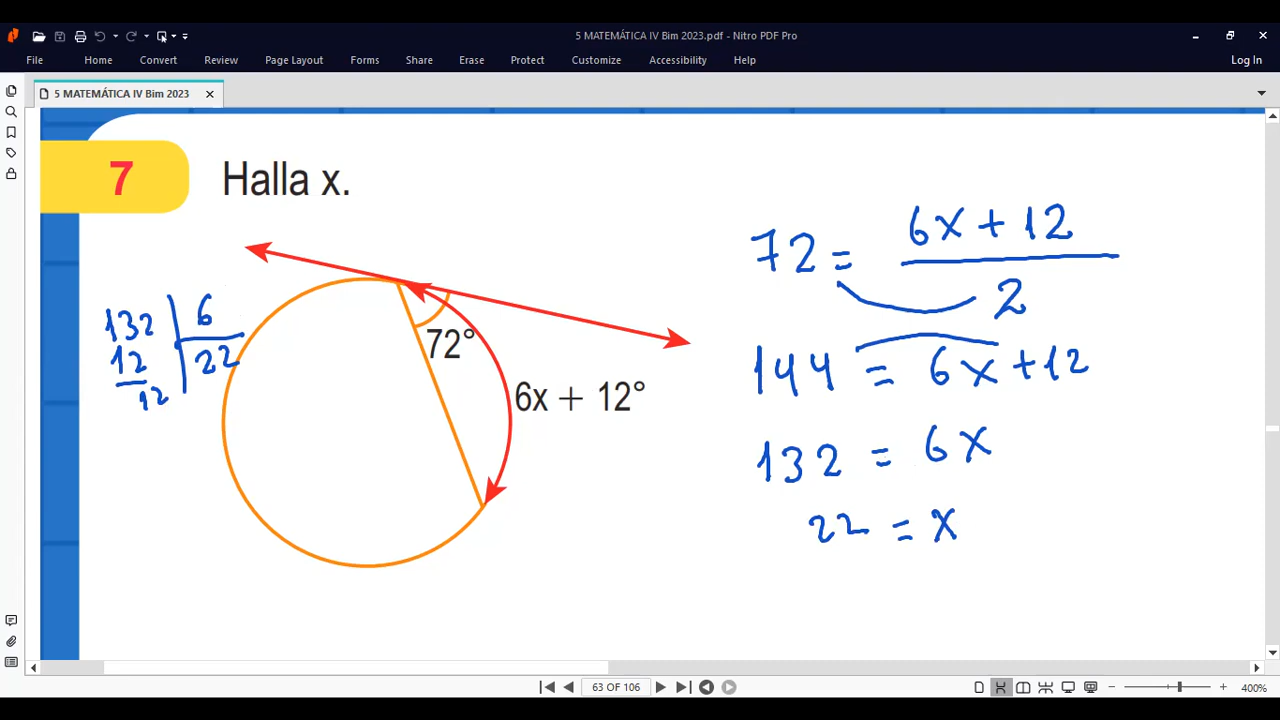 5 MATEMÁTICA IV Bim 2023.pdf - Nitro PDF Pro
File Home Convert Review Page Layout Forms Share Erase Protect Customize Accessibility Help Log In
5 MATEMÁTICA IV Bim 2023
7 Halla x.
72°
6x + 12°
132 6
12 22
12
72 = 6x + 12
2
144 = 6x + 12
132 = 6x
22 = x
63 OF 106
400%